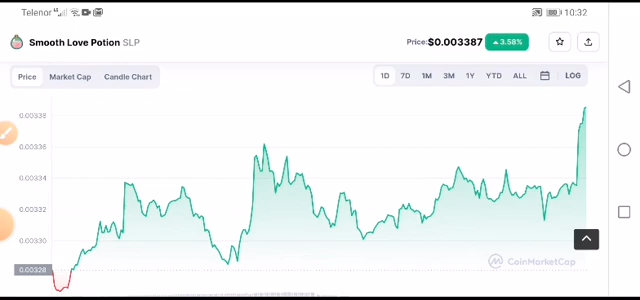 Telenor 10:32
Smooth Love Potion SLP Price:$0.003387 3.58%
Price Market Cap Candle Chart 1D 7D 1M 3M 1Y YTD ALL LOG
0.00338
0.00336
0.00334
0.00332
0.00330
0.00328
CoinMarketCap